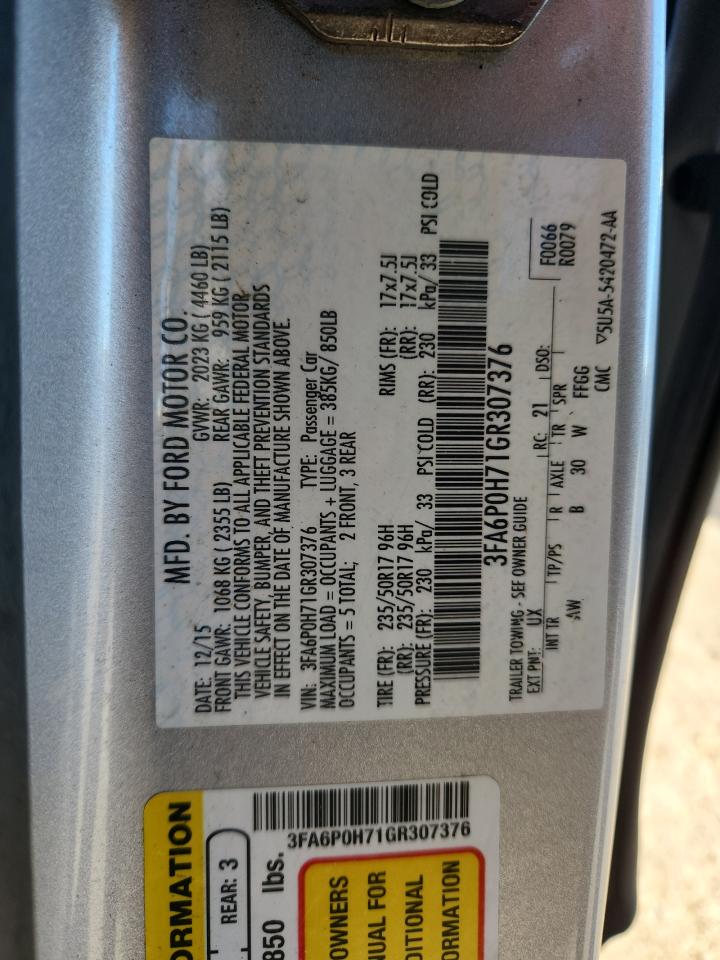 MFD. BY FORD MOTOR CO.
DATE: 12/15 GVWR: 2023 KG ( 4460 LB)
FRONT GAWR: 1068 KG ( 2355 LB) REAR GAWR: 959 KG ( 2115 LB)
THIS VEHICLE CONFORMS TO ALL APPLICABLE FEDERAL MOTOR
VEHICLE SAFETY, BUMPER, AND THEFT PREVENTION STANDARDS
IN EFFECT ON THE DATE OF MANUFACTURE SHOWN ABOVE.
VIN: 3FA6P0H71GR307376 TYPE: Passenger Car
MAXIMUM LOAD = OCCUPANTS + LUGGAGE = 385KG/ 850LB
OCCUPANTS = 5 TOTAL; 2 FRONT, 3 REAR
TIRE (FR): 235/50R17 96H RIMS (FR): 17x7.5J
(RR): 235/50R17 96H (RR): 17x7.5J
PRESSURE (FR): 230 kPa/ 33 PSI COLD (RR): 230 kPa/ 33 PSI COLD
3FA6P0H71GR307376
TRAILER TOWING - SEE OWNER GUIDE
EXT PNT: UX RC: 21 DSO:
F0066
R0079
INT TR TP/PS R AXLE TR SPR
AW B 30 W FFGG
CMC
▽5U5A-5420472-AA
ORMATION
REAR: 3
850 lbs.
3FA6P0H71GR307376
OWNERS
NUAL FOR
DITIONAL
ORMATION